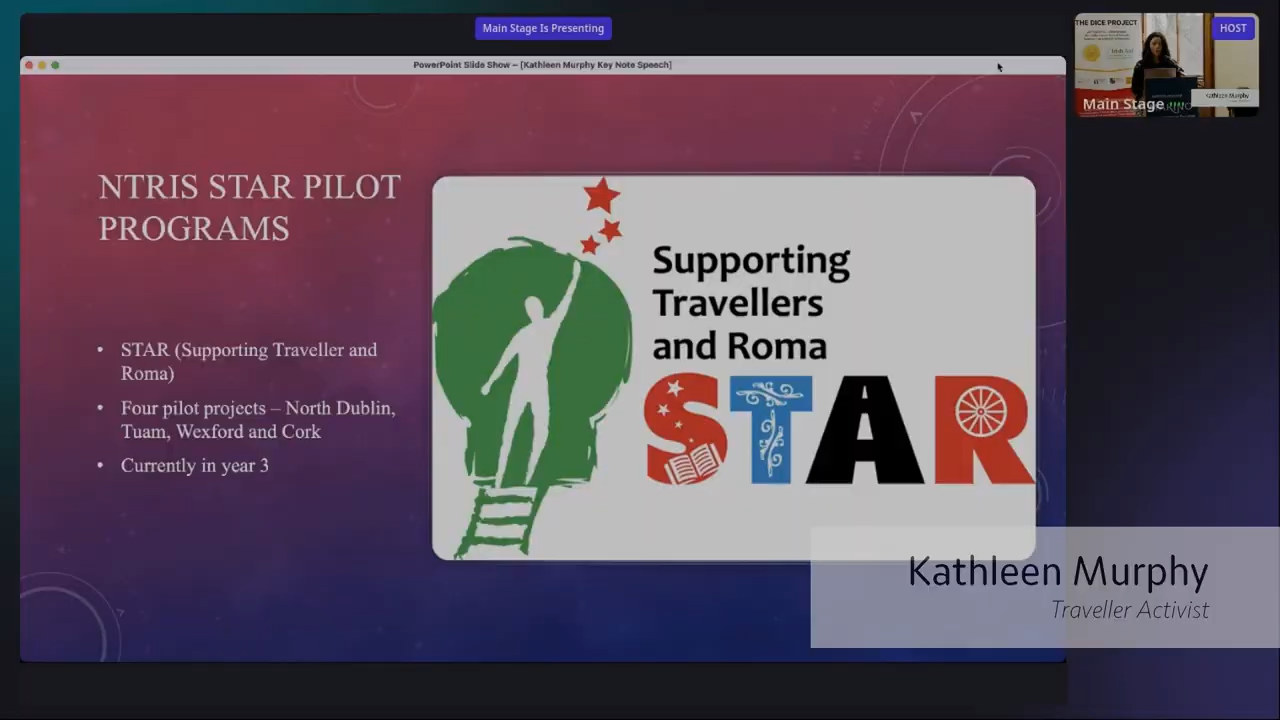 Main Stage Is Presenting
PowerPoint Slide Show – [Kathleen Murphy Key Note Speech]
THE DICE PROJECT
HOST
Main Stage
Kathleen Murphy
NTRIS STAR PILOT
PROGRAMS
• STAR (Supporting Traveller and
Roma)
• Four pilot projects – North Dublin,
Tuam, Wexford and Cork
• Currently in year 3
Supporting
Travellers
and Roma
STAR
Kathleen Murphy
Traveller Activist